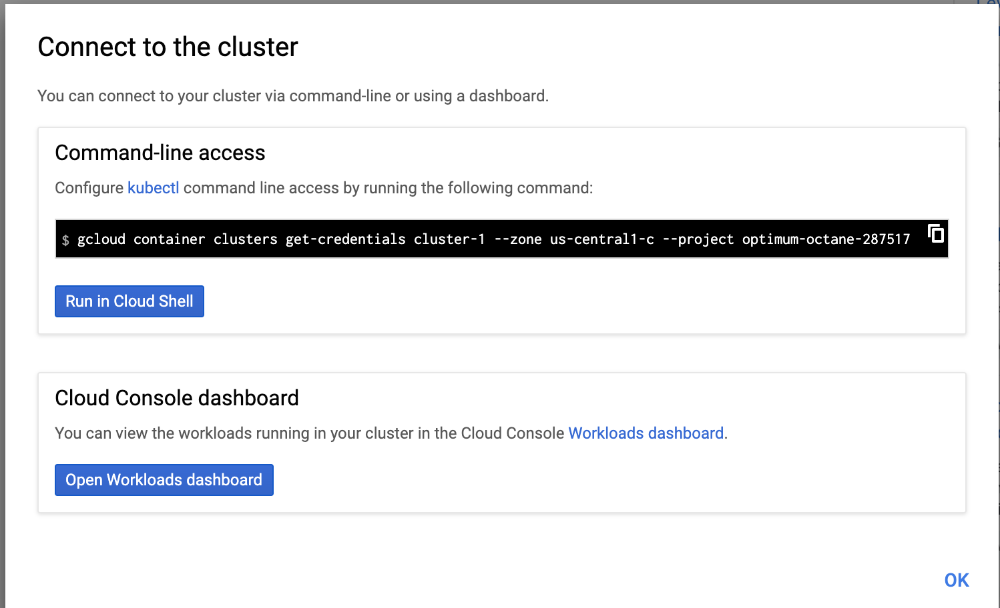 Connect to the cluster
You can connect to your cluster via command-line or using a dashboard.
Command-line access
Configure kubectl command line access by running the following command:
$ gcloud container clusters get-credentials cluster-1 --zone us-central1-c --project optimum-octane-287517
Run in Cloud Shell
Cloud Console dashboard
You can view the workloads running in your cluster in the Cloud Console Workloads dashboard.
Open Workloads dashboard
OK